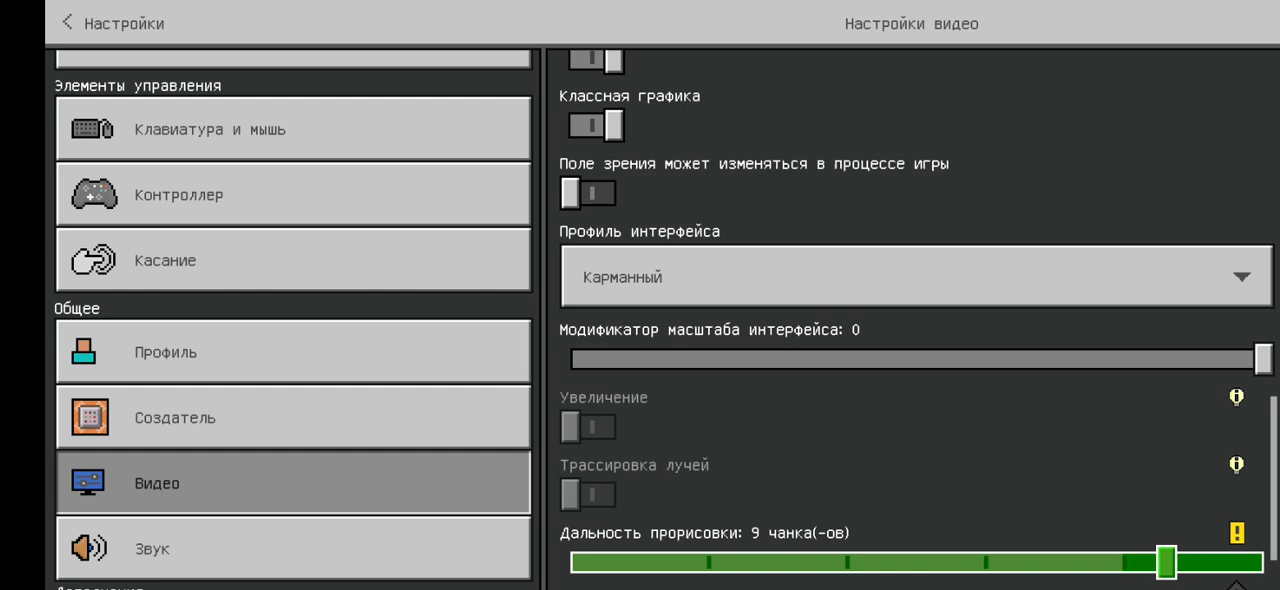 Настройки
Настройки видео
Элементы управления
Клавиатура и мышь
Контроллер
Касание
Общее
Профиль
Создатель
Видео
Звук
Классная графика
Поле зрения может изменяться в процессе игры
Профиль интерфейса
Карманный
Модификатор масштаба интерфейса: 0
Увеличение
Трассировка лучей
Дальность прорисовки: 9 чанка(-ов)